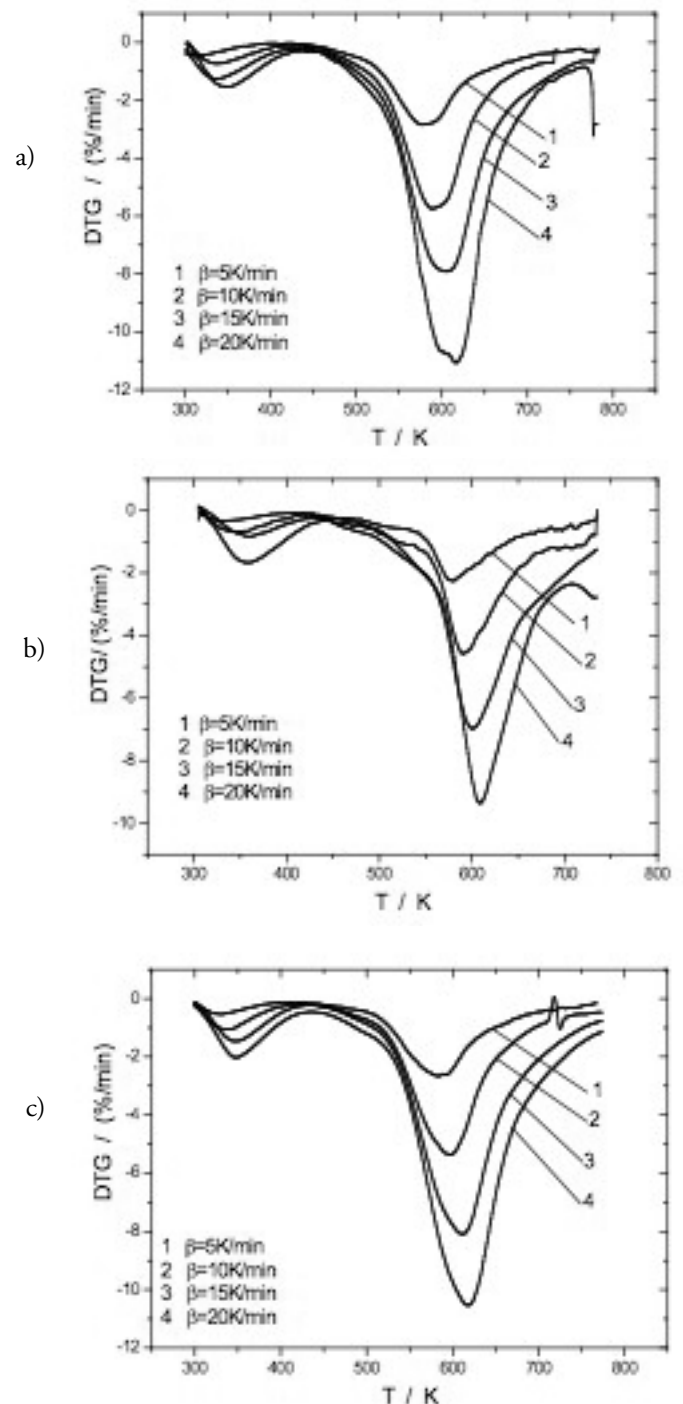 a)
DTG / (%/min)
0
-2
-4
-6
-8
-10
-12
1
2
3
4
1 β=5K/min
2 β=10K/min
3 β=15K/min
4 β=20K/min
300 400 500 600 700 800
T / K
b)
DTG/(%/min)
0
-2
-4
-6
-8
-10
1
2
3
4
1 β=5K/min
2 β=10K/min
3 β=15K/min
4 β=20K/min
300 400 500 600 700 800
T / K
c)
DTG / (%/min)
0
-2
-4
-6
-8
-10
-12
1
2
3
4
1 β=5K/min
2 β=10K/min
3 β=15K/min
4 β=20K/min
300 400 500 600 700 800
T / K